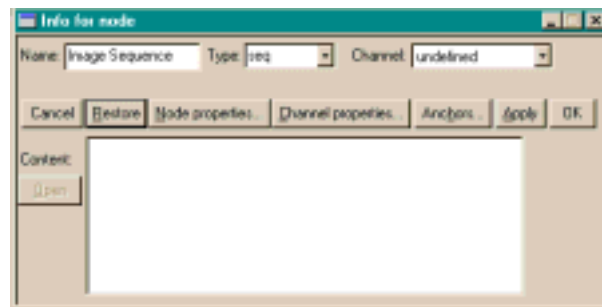 Info for node
Name: Image Sequence Type: seq Channel: undefined
Cancel Restore Node properties... Channel properties... Anchors... Apply OK
Content:
Open